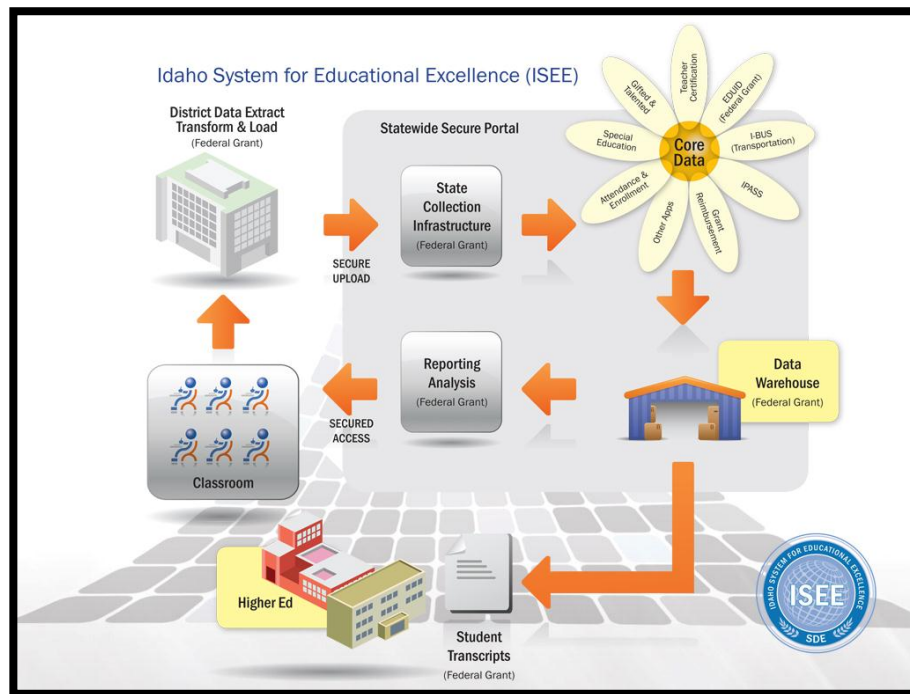 Idaho System for Educational Excellence (ISEE)
District Data Extract
Transform & Load
(Federal Grant)
Statewide Secure Portal
SECURE
UPLOAD
State
Collection
Infrastructure
(Federal Grant)
Core
Data
Teacher
Certification
EDUID
(Federal Grant)
I-BUS
(Transportation)
IPASS
Grant
Reimbursement
Other Apps
Attendance &
Enrollment
Special
Education
Gifted &
Talented
Data
Warehouse
(Federal Grant)
Reporting
Analysis
(Federal Grant)
SECURED
ACCESS
Classroom
Higher Ed
Student
Transcripts
(Federal Grant)
IDAHO SYSTEM FOR EDUCATIONAL EXCELLENCE
ISEE
SDE